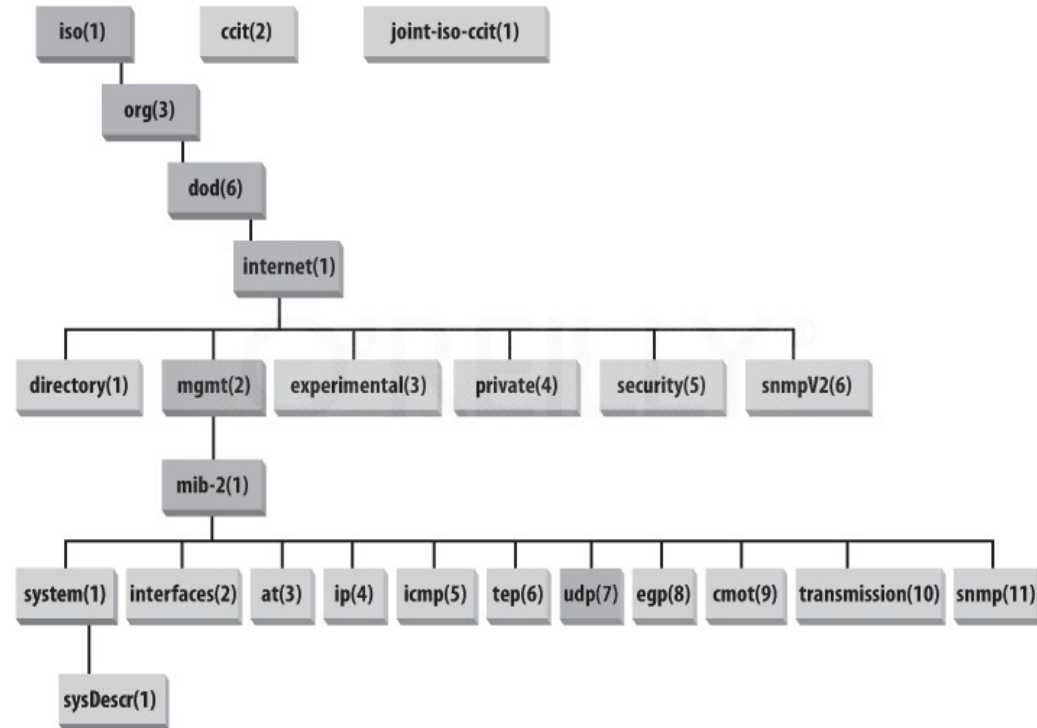 iso(1) ccit(2) joint-iso-ccit(1)
org(3)
dod(6)
internet(1)
O'REILLY®
directory(1) mgmt(2) experimental(3) private(4) security(5) snmpV2(6)
mib-2(1)
system(1) interfaces(2) at(3) ip(4) icmp(5) tep(6) udp(7) egp(8) cmot(9) transmission(10) snmp(11)
sysDescr(1)